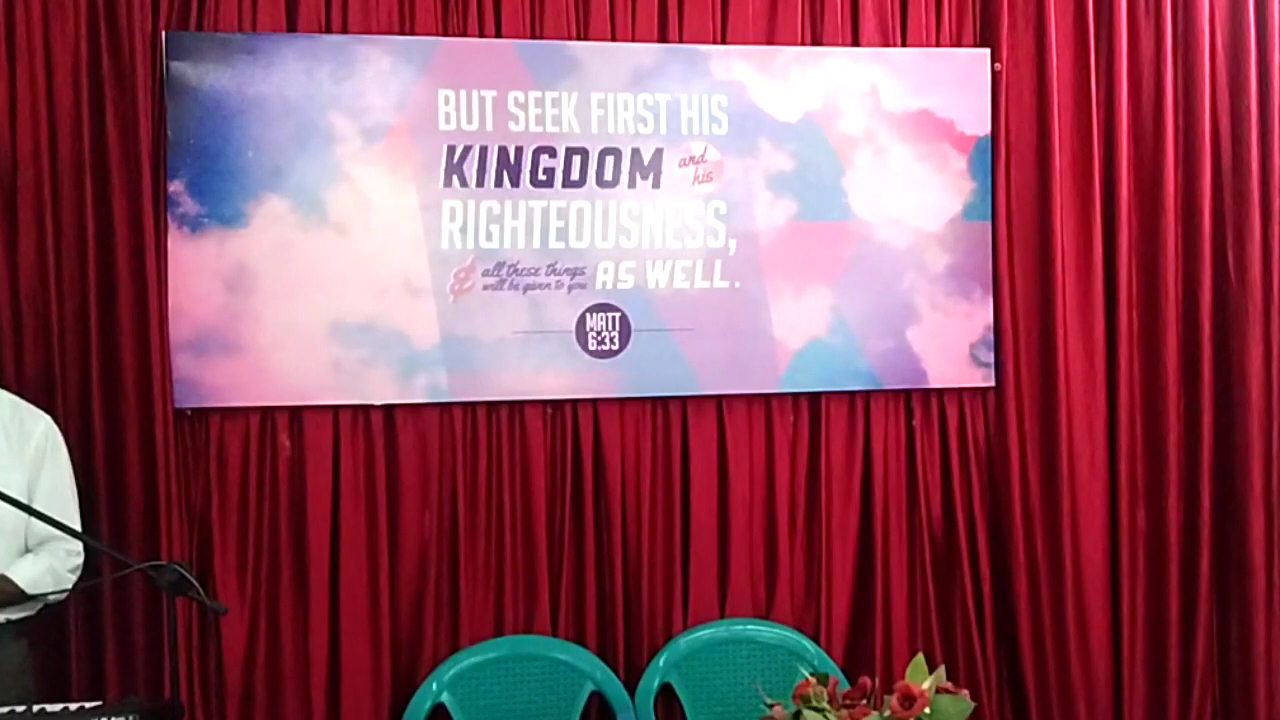 BUT SEEK FIRST HIS
KINGDOM and his
RIGHTEOUSNESS,
& all these things will be given to you AS WELL.
MATT
6:33